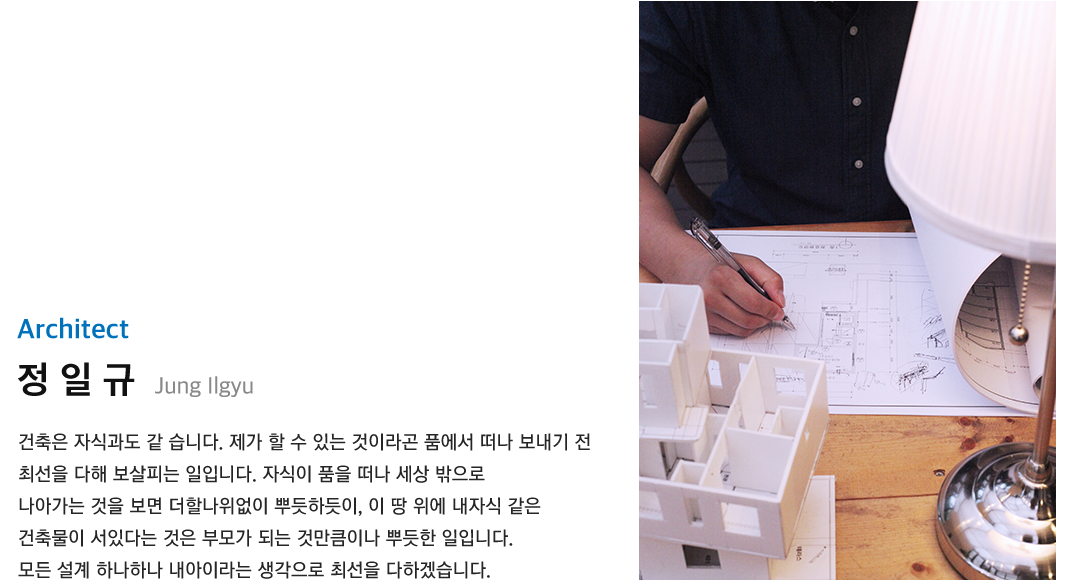 Architect
정 일 규 Jung Ilgyu
건축은 자식과도 같 습니다. 제가 할 수 있는 것이라곤 품에서 떠나 보내기 전
최선을 다해 보살피는 일입니다. 자식이 품을 떠나 세상 밖으로
나아가는 것을 보면 더할나위없이 뿌듯하듯이, 이 땅 위에 내자식 같은
건축물이 서있다는 것은 부모가 되는 것만큼이나 뿌듯한 일입니다.
모든 설계 하나하나 내아이라는 생각으로 최선을 다하겠습니다.